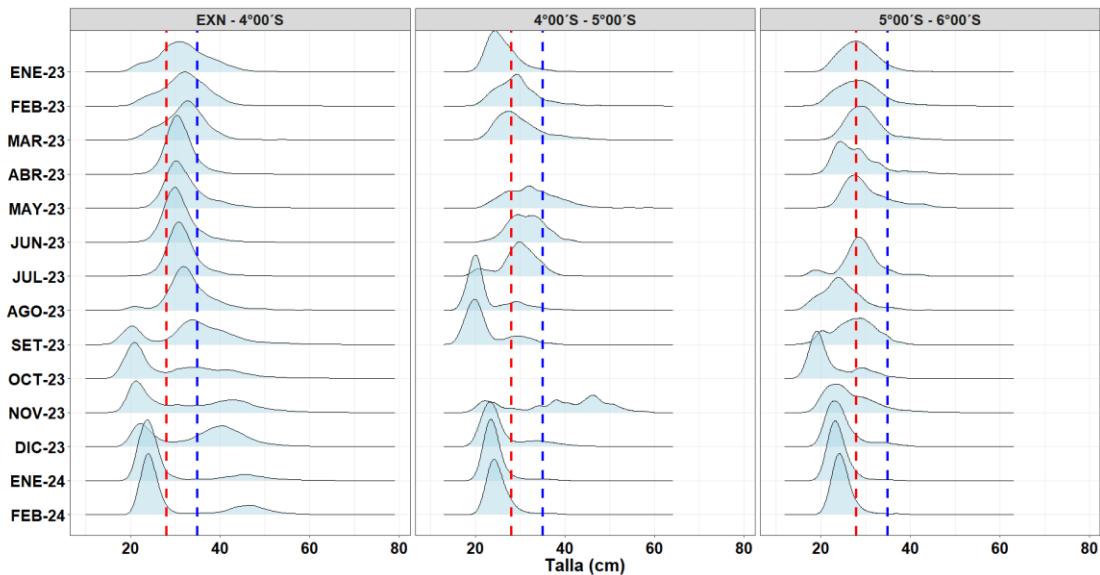 EXN - 4°00´S 4°00´S - 5°00´S 5°00´S - 6°00´S
ENE-23
FEB-23
MAR-23
ABR-23
MAY-23
JUN-23
JUL-23
AGO-23
SET-23
OCT-23
NOV-23
DIC-23
ENE-24
FEB-24
20 40 60 80 20 40 60 80 20 40 60 80
Talla (cm)